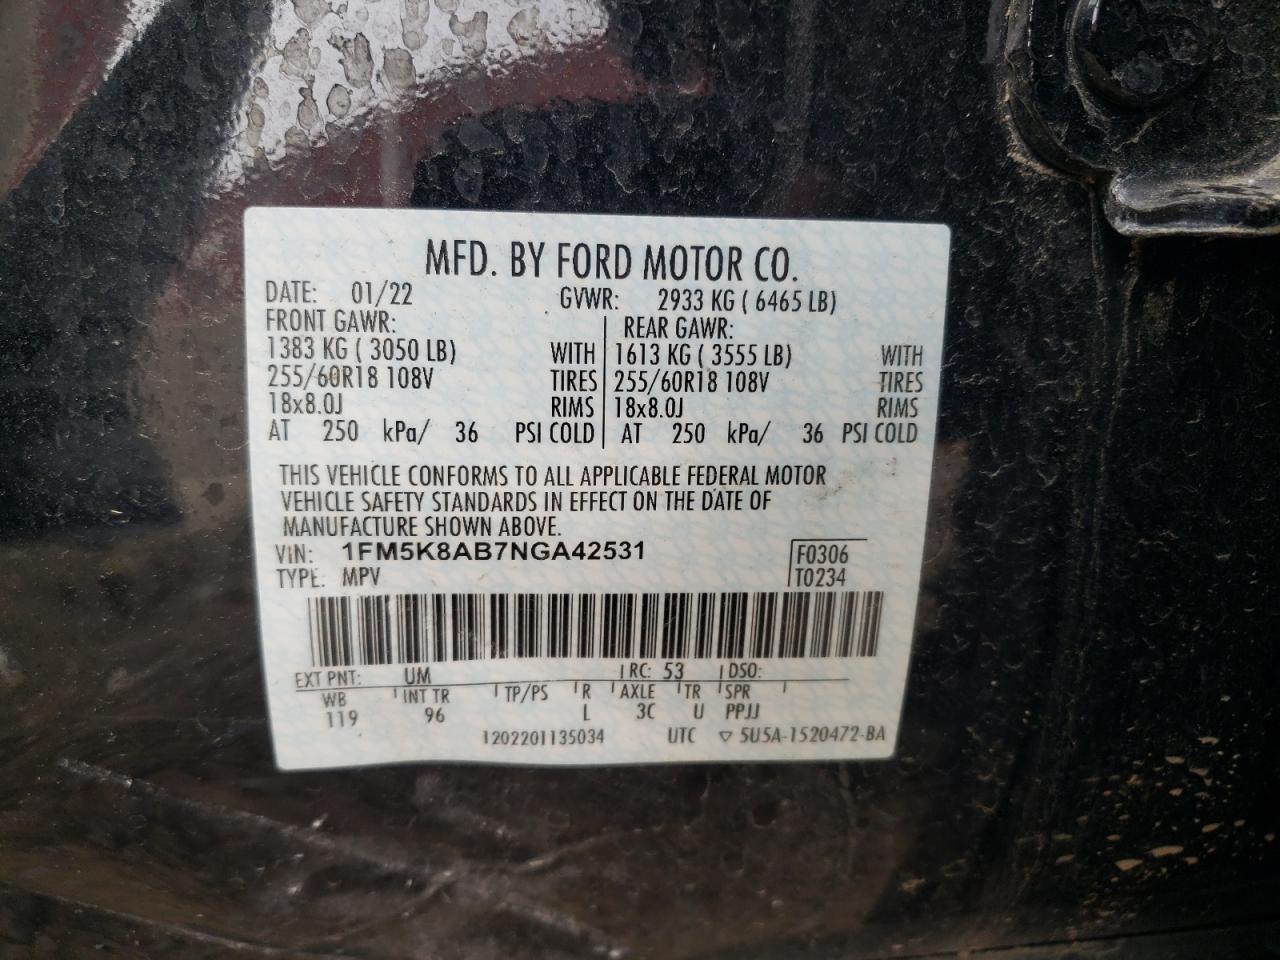 MFD. BY FORD MOTOR CO.
DATE: 01/22 GVWR: 2933 KG ( 6465 LB)
FRONT GAWR: REAR GAWR:
1383 KG ( 3050 LB) WITH 1613 KG ( 3555 LB) WITH
255/60R18 108V TIRES 255/60R18 108V TIRES
18x8.0J RIMS 18x8.0J RIMS
AT 250 kPa/ 36 PSI COLD AT 250 kPa/ 36 PSI COLD
THIS VEHICLE CONFORMS TO ALL APPLICABLE FEDERAL MOTOR
VEHICLE SAFETY STANDARDS IN EFFECT ON THE DATE OF
MANUFACTURE SHOWN ABOVE.
VIN: 1FM5K8AB7NGA42531 F0306
TYPE: MPV T0234
EXT PNT: UM RC: 53 DSO:
WB INT TR TP/PS R AXLE TR SPR
119 96 L 3C U PPJJ
1202201135034 UTC ▽ 5U5A-1520472-BA